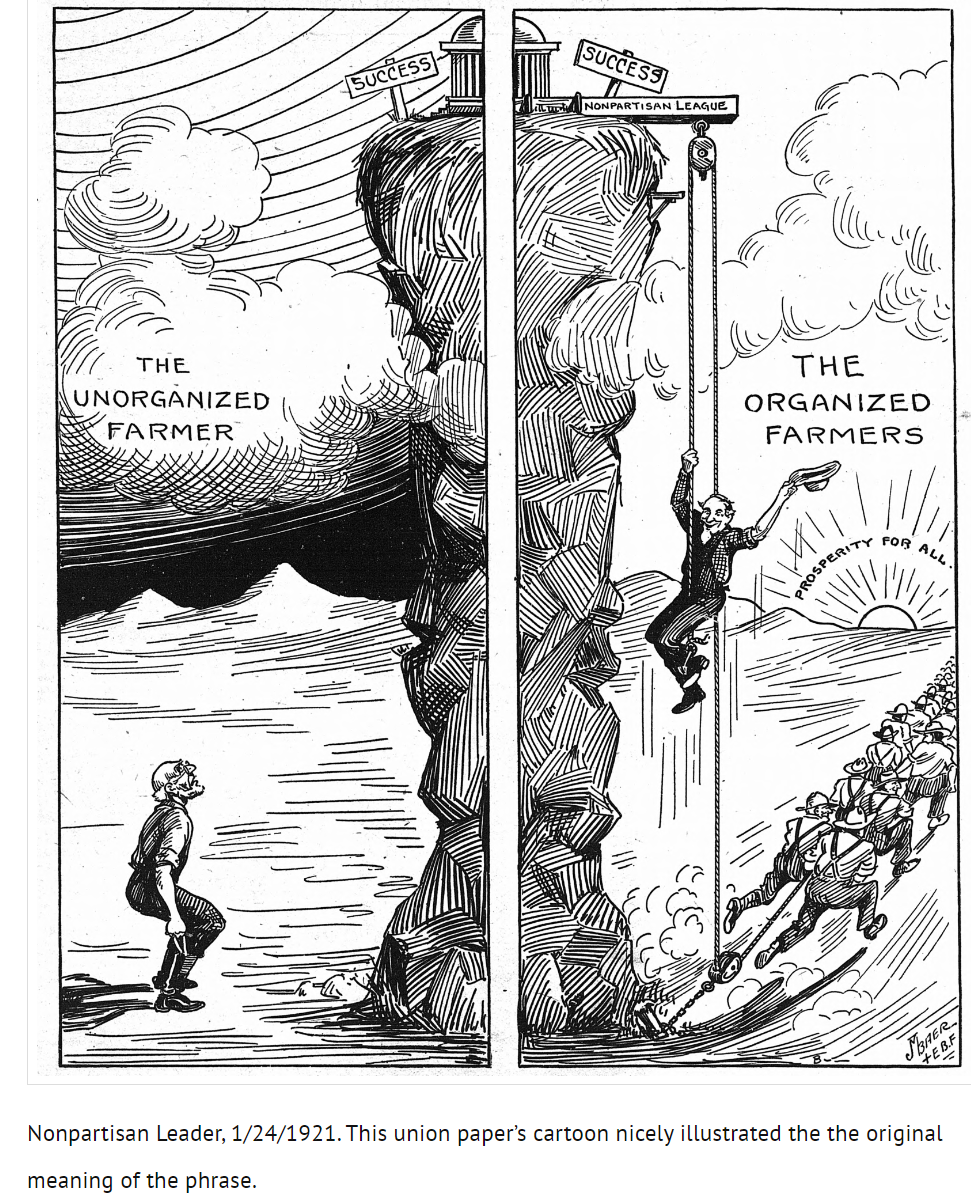 SUCCESS
THE
UNORGANIZED
FARMER
SUCCESS
NONPARTISAN LEAGUE
THE
ORGANIZED
FARMERS
PROSPERITY FOR ALL
B.
BAER
Nonpartisan Leader, 1/24/1921. This union paper’s cartoon nicely illustrated the the original
meaning of the phrase.